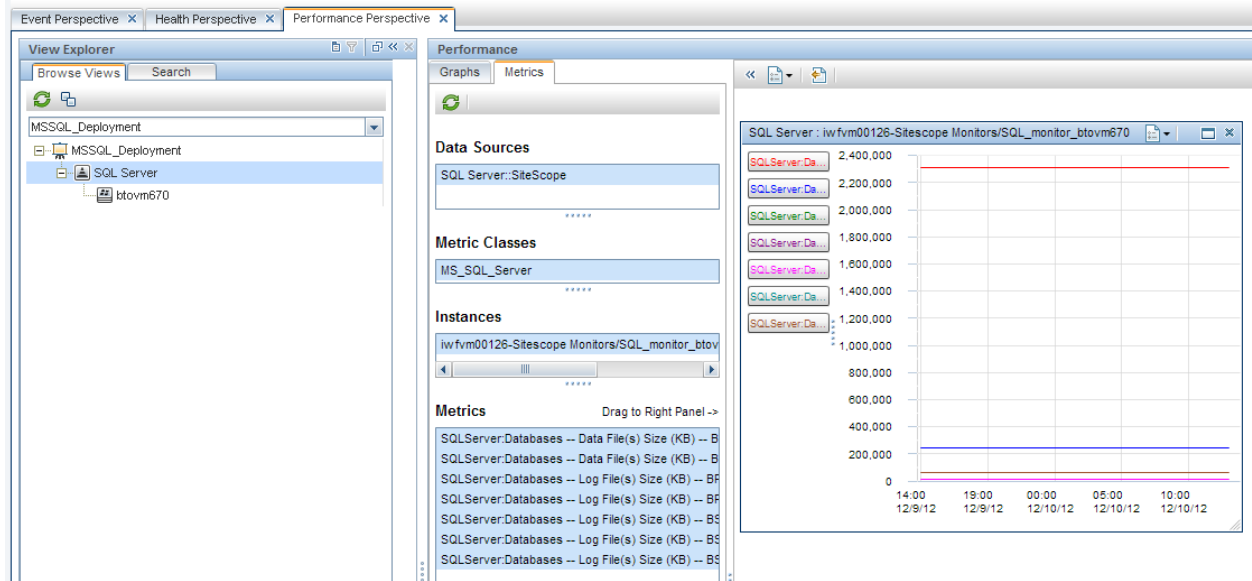 Event Perspective
Health Perspective
Performance Perspective
View Explorer
Browse Views
Search
MSSQL_Deployment
MSSQL_Deployment
SQL Server
btovm670
Performance
Graphs
Metrics
Data Sources
SQL Server::SiteScope
Metric Classes
MS_SQL_Server
Instances
iwfvm00126-Sitescope Monitors/SQL_monitor_btov
Metrics
Drag to Right Panel ->
SQLServer:Databases -- Data File(s) Size (KB) -- B
SQLServer:Databases -- Data File(s) Size (KB) -- B
SQLServer:Databases -- Log File(s) Size (KB) -- BP
SQLServer:Databases -- Log File(s) Size (KB) -- BP
SQLServer:Databases -- Log File(s) Size (KB) -- BS
SQLServer:Databases -- Log File(s) Size (KB) -- BS
SQLServer:Databases -- Log File(s) Size (KB) -- BS
SQL Server : iwfvm00126-Sitescope Monitors/SQL_monitor_btovm670
SQLServer:Da...
SQLServer:Da...
SQLServer:Da...
SQLServer:Da...
SQLServer:Da...
SQLServer:Da...
SQLServer:Da...
2,400,000
2,200,000
2,000,000
1,800,000
1,600,000
1,400,000
1,200,000
1,000,000
800,000
600,000
400,000
200,000
0
14:00 19:00 00:00 05:00 10:00
12/9/12 12/9/12 12/10/12 12/10/12 12/10/12